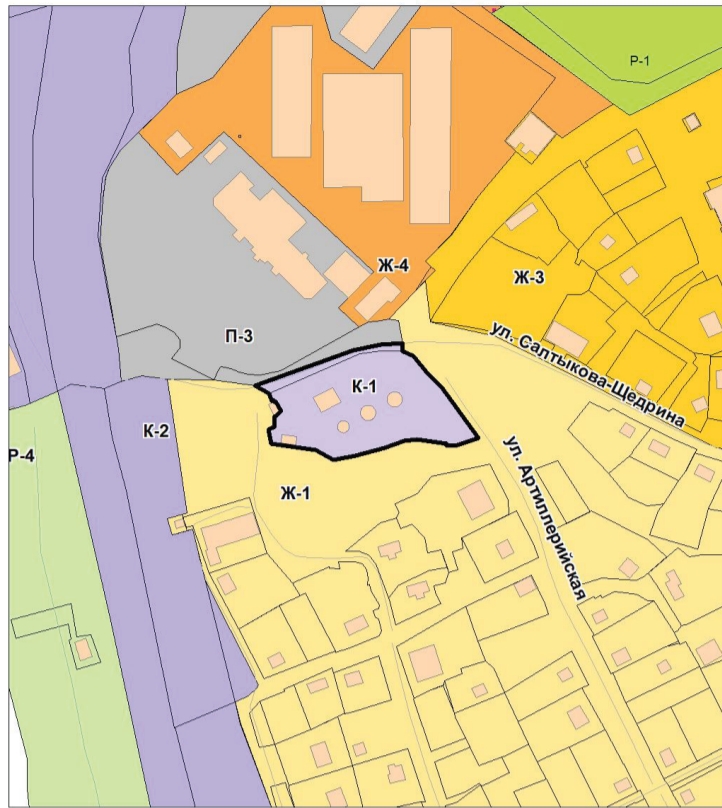 Р-1
Ж-4
Ж-3
П-3
ул. Салтыкова-Щедрина
К-1
К-2
Р-4
ул. Артиллерийская
Ж-1